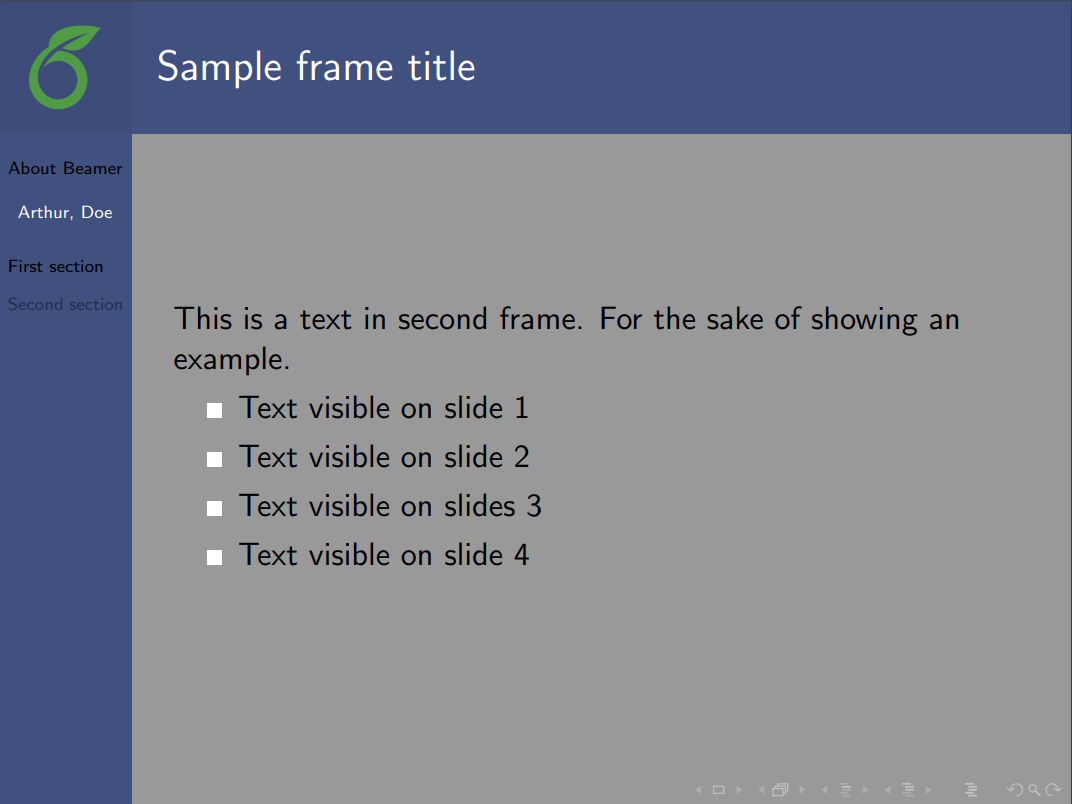 Sample frame title
About Beamer
Arthur, Doe
First section
Second section
This is a text in second frame. For the sake of showing an
example.
Text visible on slide 1
Text visible on slide 2
Text visible on slides 3
Text visible on slide 4